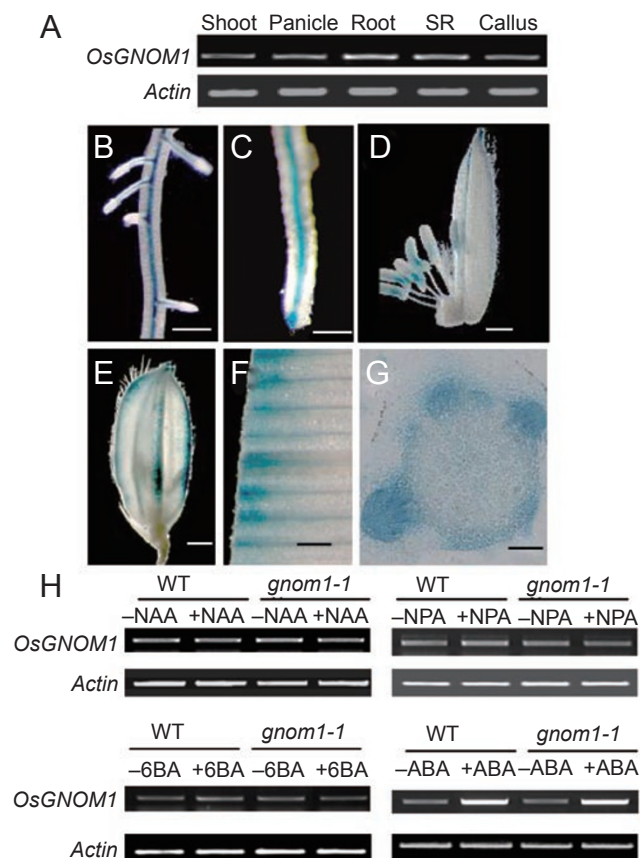 A
Shoot Panicle Root SR Callus
OsGNOM1
Actin
B C D
E F G
H
WT gnom1-1 WT gnom1-1
–NAA +NAA –NAA +NAA –NPA +NPA –NPA +NPA
OsGNOM1
Actin
WT gnom1-1 WT gnom1-1
–6BA +6BA –6BA +6BA –ABA +ABA –ABA +ABA
OsGNOM1
Actin